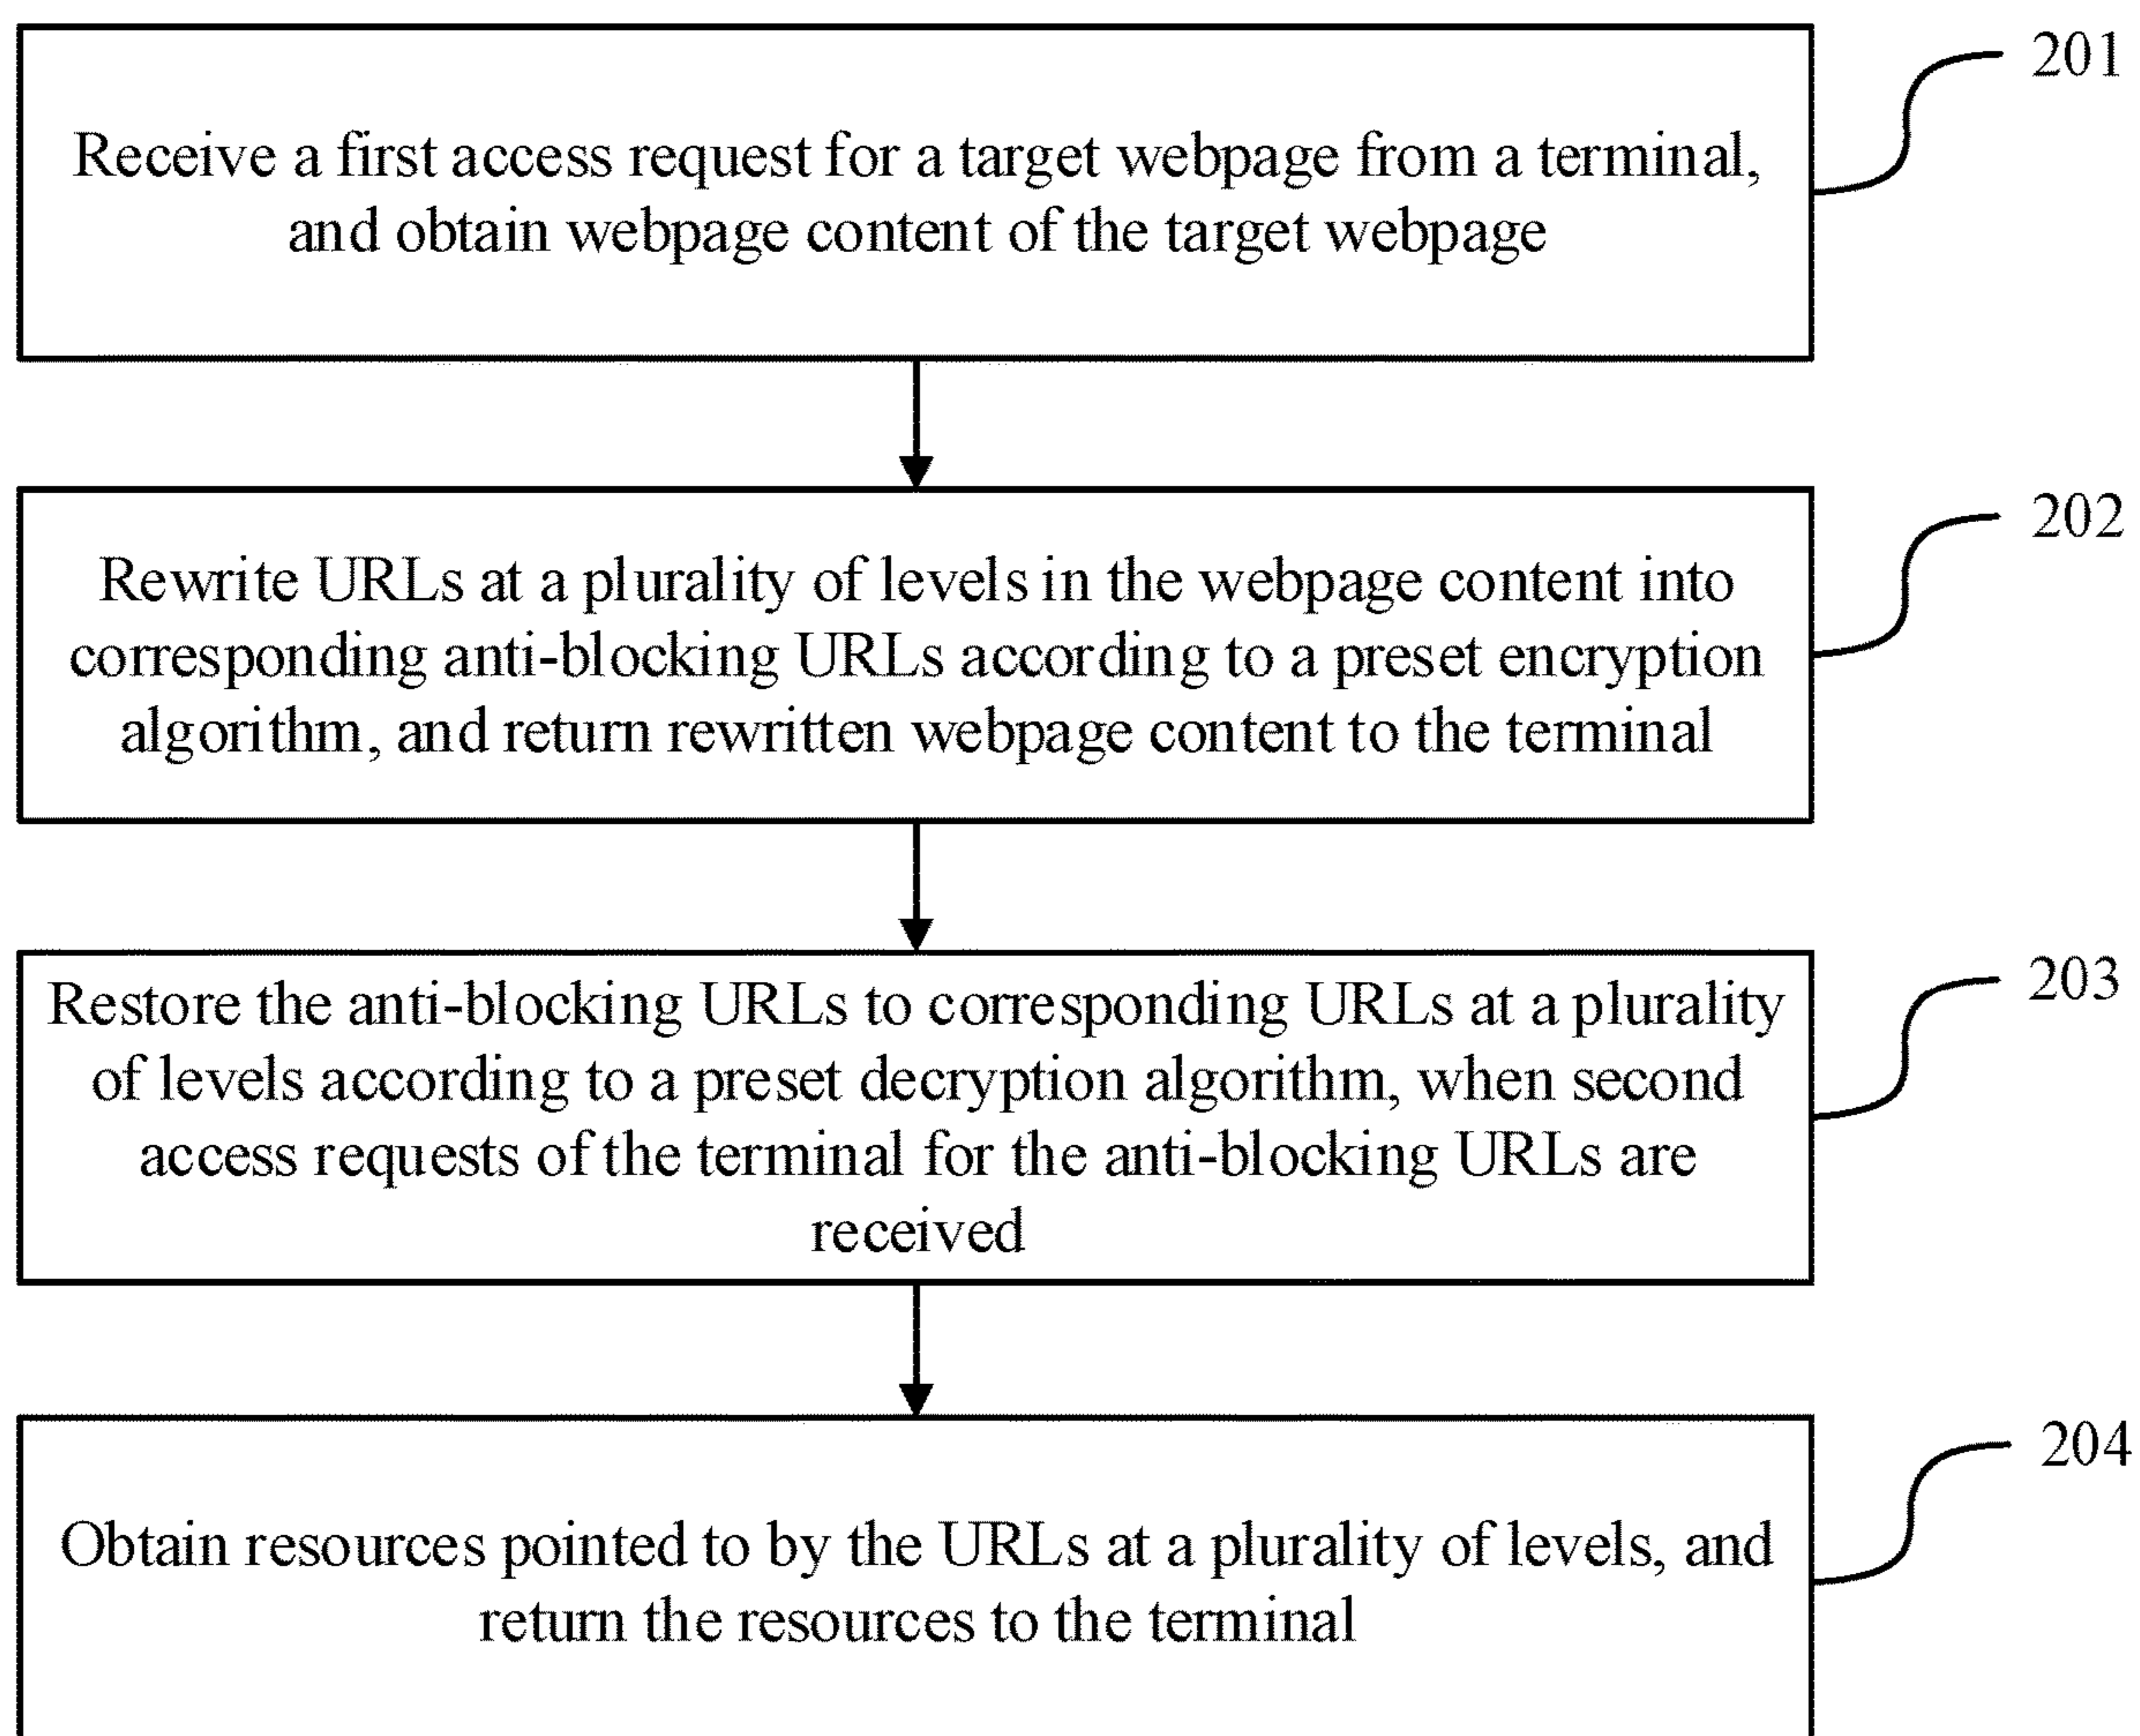 201
Receive a first access request for a target webpage from a terminal,
and obtain webpage content of the target webpage
202
Rewrite URLs at a plurality of levels in the webpage content into
corresponding anti-blocking URLs according to a preset encryption
algorithm, and return rewritten webpage content to the terminal
203
Restore the anti-blocking URLs to corresponding URLs at a plurality
of levels according to a preset decryption algorithm, when second
access requests of the terminal for the anti-blocking URLs are
received
204
Obtain resources pointed to by the URLs at a plurality of levels, and
return the resources to the terminal